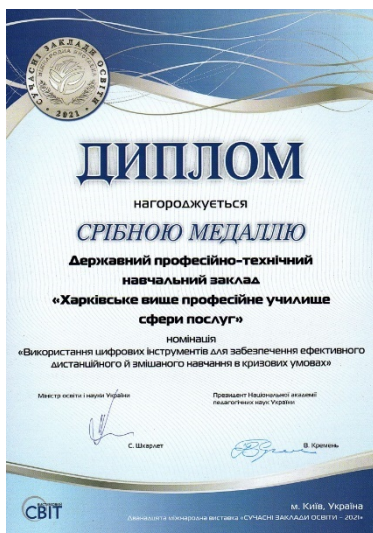 СУЧАСНІ ЗАКЛАДИ ОСВІТИ
2021
ДИПЛОМ
нагороджується
СРІБНОЮ МЕДАЛЛЮ
Державний професійно-технічний
навчальний заклад
«Харківське вище професійне училище
сфери послуг»
номінація
«Використання цифрових інструментів для забезпечення ефективного
дистанційного й змішаного навчання в кризових умовах»
Міністр освіти і науки України
Президент Національної академії
педагогічних наук України
С. Шкарлет
В. Кремень
СВІТ
м. Київ, Україна
Дванадцята міжнародна виставка «СУЧАСНІ ЗАКЛАДИ ОСВІТИ – 2021»